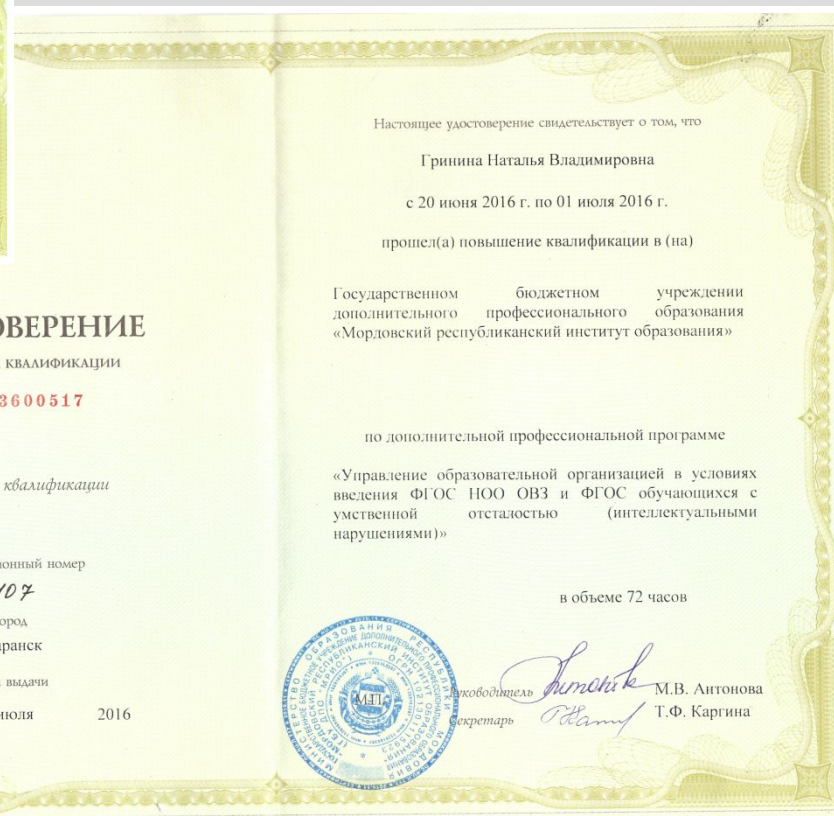 ОВЕРЕНИЕ
КВАЛИФИКАЦИИ
3600517
квалификации
онный номер
107
ород
ранск
выдачи
июля 2016
Настоящее удостоверение свидетельствует о том, что
Гринина Наталья Владимировна
с 20 июня 2016 г. по 01 июля 2016 г.
прошел(а) повышение квалификации в (на)
Государственном бюджетном учреждении
дополнительного профессионального образования
«Мордовский республиканский институт образования»
по дополнительной профессиональной программе
«Управление образовательной организацией в условиях
введения ФГОС НОО ОВЗ и ФГОС обучающихся с
умственной отсталостью (интеллектуальными
нарушениями)»
в объеме 72 часов
М.П.
Руководитель М.В. Антонова
Секретарь Т.Ф. Каргина